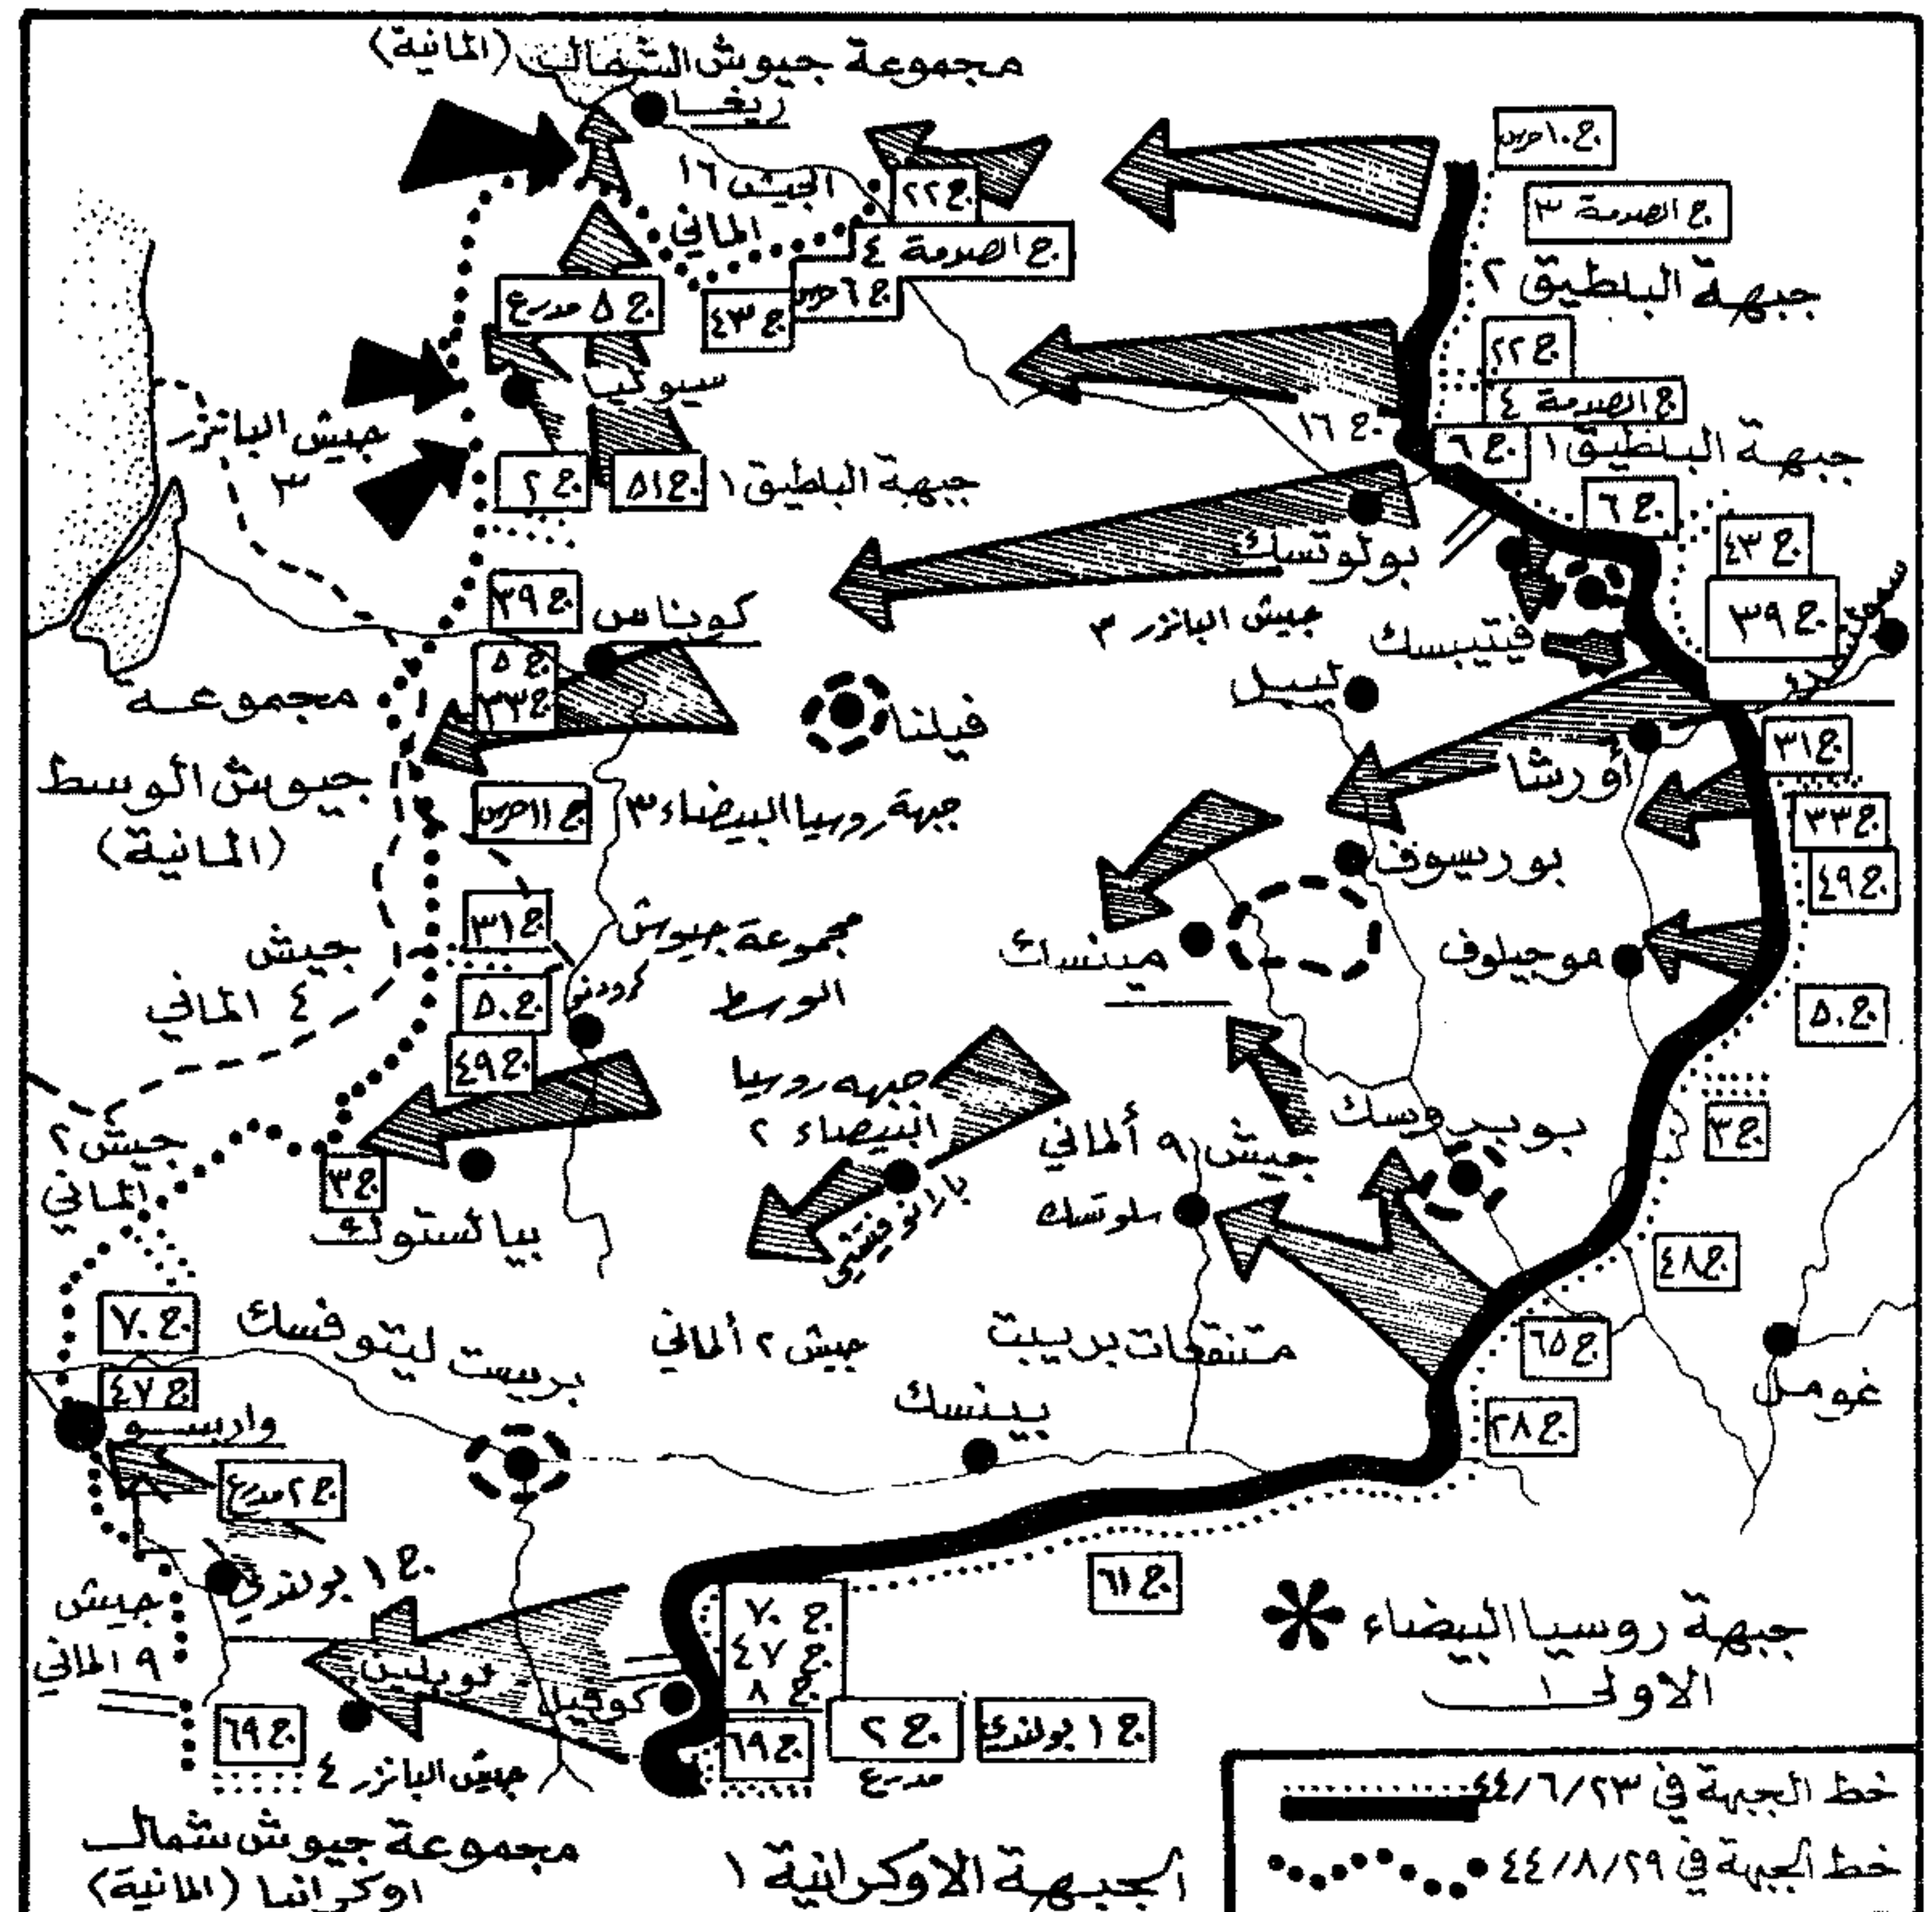 مجموعة جيوش الشمال (المانية)
ريغا
ج ١٠ حرس
الجيش ١٦
الماني
ج ٢٢
ج الصدمة ٣
ج الصدمة ٤
جبهة البلطيق ٢
ج ٥ مدرع
ج ٦ حرس
ج ٤٣
ج ٢٢
سيوكيا
ج الصدمة ٤
ج ١٦
ج ٦
جبهة البلطيق ١
جيش البانزر
٣
ج ٢
ج ٥١
جبهة البلطيق ١
ج ٦
بولوتسك
ج ٤٣
ج ٣٩
كوناس
جيش البانزر ٣
فيتيبسك
ج ٣٩
ج ٥
ج ٣٣
ليبل
مجموعة
فيلنا
ج ٣١
جيوش الوسط
أورشا
(المانية)
ج ١١ حرس
جبهة روسيا البيضاء ٣
ج ٣٣
بوريسوف
ج ٤٩
ج ٣١
مجموعة جيوش
الوسط
مينسك
موجيلوف
جيش
٤ الماني
ج ٥٠
كرودنو
ج ٥٠
ج ٤٩
جبهة روسيا
البيضاء ٢
بوبرويسك
ج ٣
جيش ٢
الماني
جيش ٩ ألماني
ج ٣
بيالستوك
بارانوفيتشي
سلوتسك
ج ٤٨
ج ٧٠
بريست ليتوفسك
جيش ٢ ألماني
متنقعات بريبت
ج ٦٥
ج ٤٧
غومل
وارسو
بينسك
ج ٢٨
ج ٢ مدرع
ج ١ بولندي
ج ٦١
جيش
٩ الماني
ج ٧٠
ج ٤٧
ج ٨
جبهة روسيا البيضاء
الاولى ١
لوبلين
كوفيل
ج ٦٩
ج ٦٩
ج ٢
مدرع
ج ١ بولندي
جيش البانزر ٤
خط الجبهة في ٤٤/٦/٢٣
مجموعة جيوش شمال
اوكرانيا (المانية)
الجبهة الاوكرانية ١
خط الجبهة في ٤٤/٨/٢٩